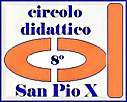 circolo
didattico
8º
San Pio X